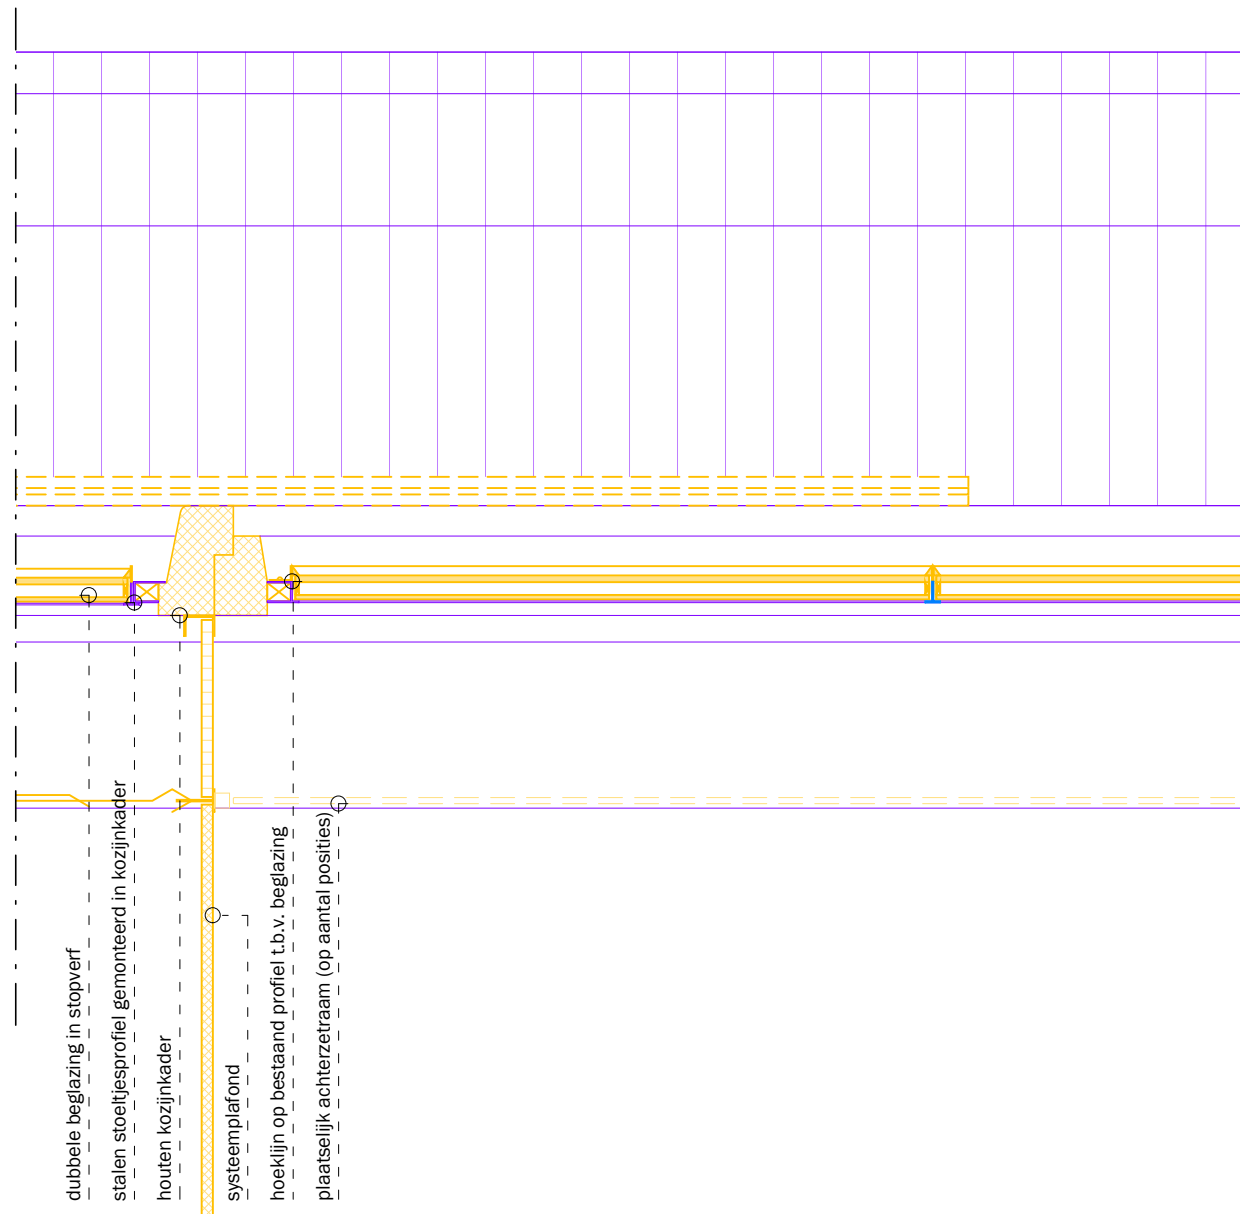 dubbele beglazing in stopverf
stalen stoeltjesprofiel gemonteerd in kozijnkader
houten kozijnkader
systeemplafond
hoeklijn op bestaand profiel t.b.v. beglazing
plaatselijk achterzetraam (op aantal posities)